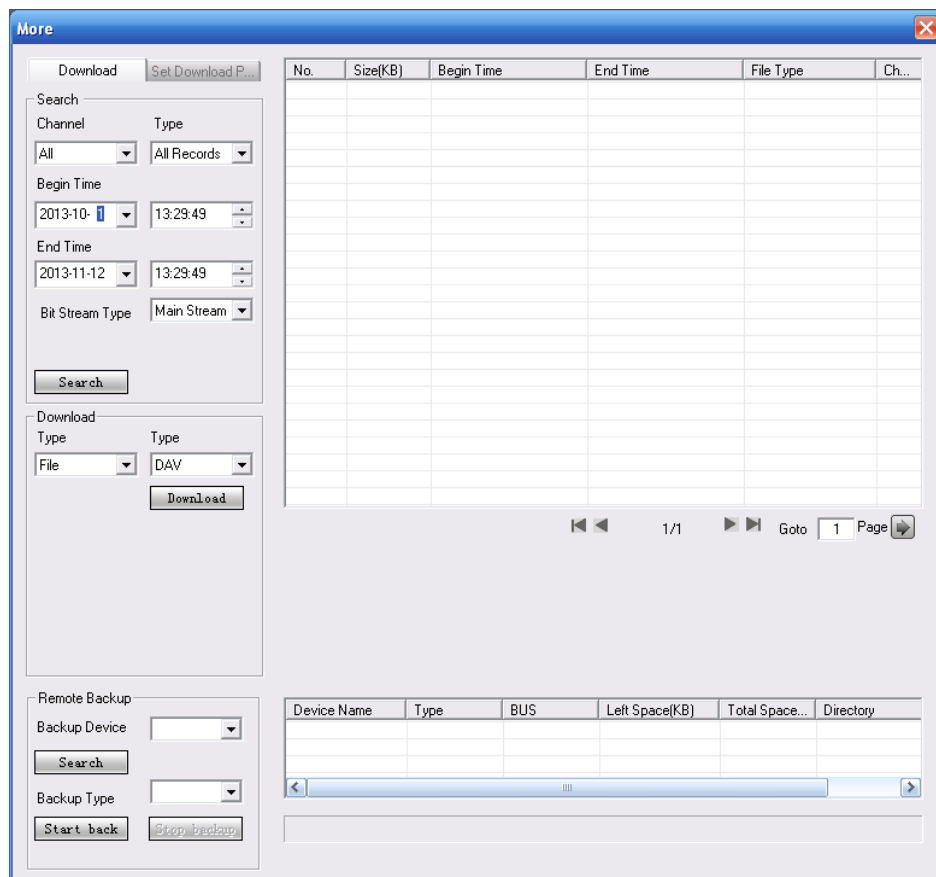 More
Download Set Download P...
Search
Channel Type
All All Records
Begin Time
2013-10- 1 13:29:49
End Time
2013-11-12 13:29:49
Bit Stream Type Main Stream
Search
Download
Type Type
File DAV
Download
No. Size(KB) Begin Time End Time File Type Ch...
1/1 Goto 1 Page
Remote Backup
Backup Device
Search
Backup Type
Start back Stop backup
Device Name Type BUS Left Space(KB) Total Space... Directory